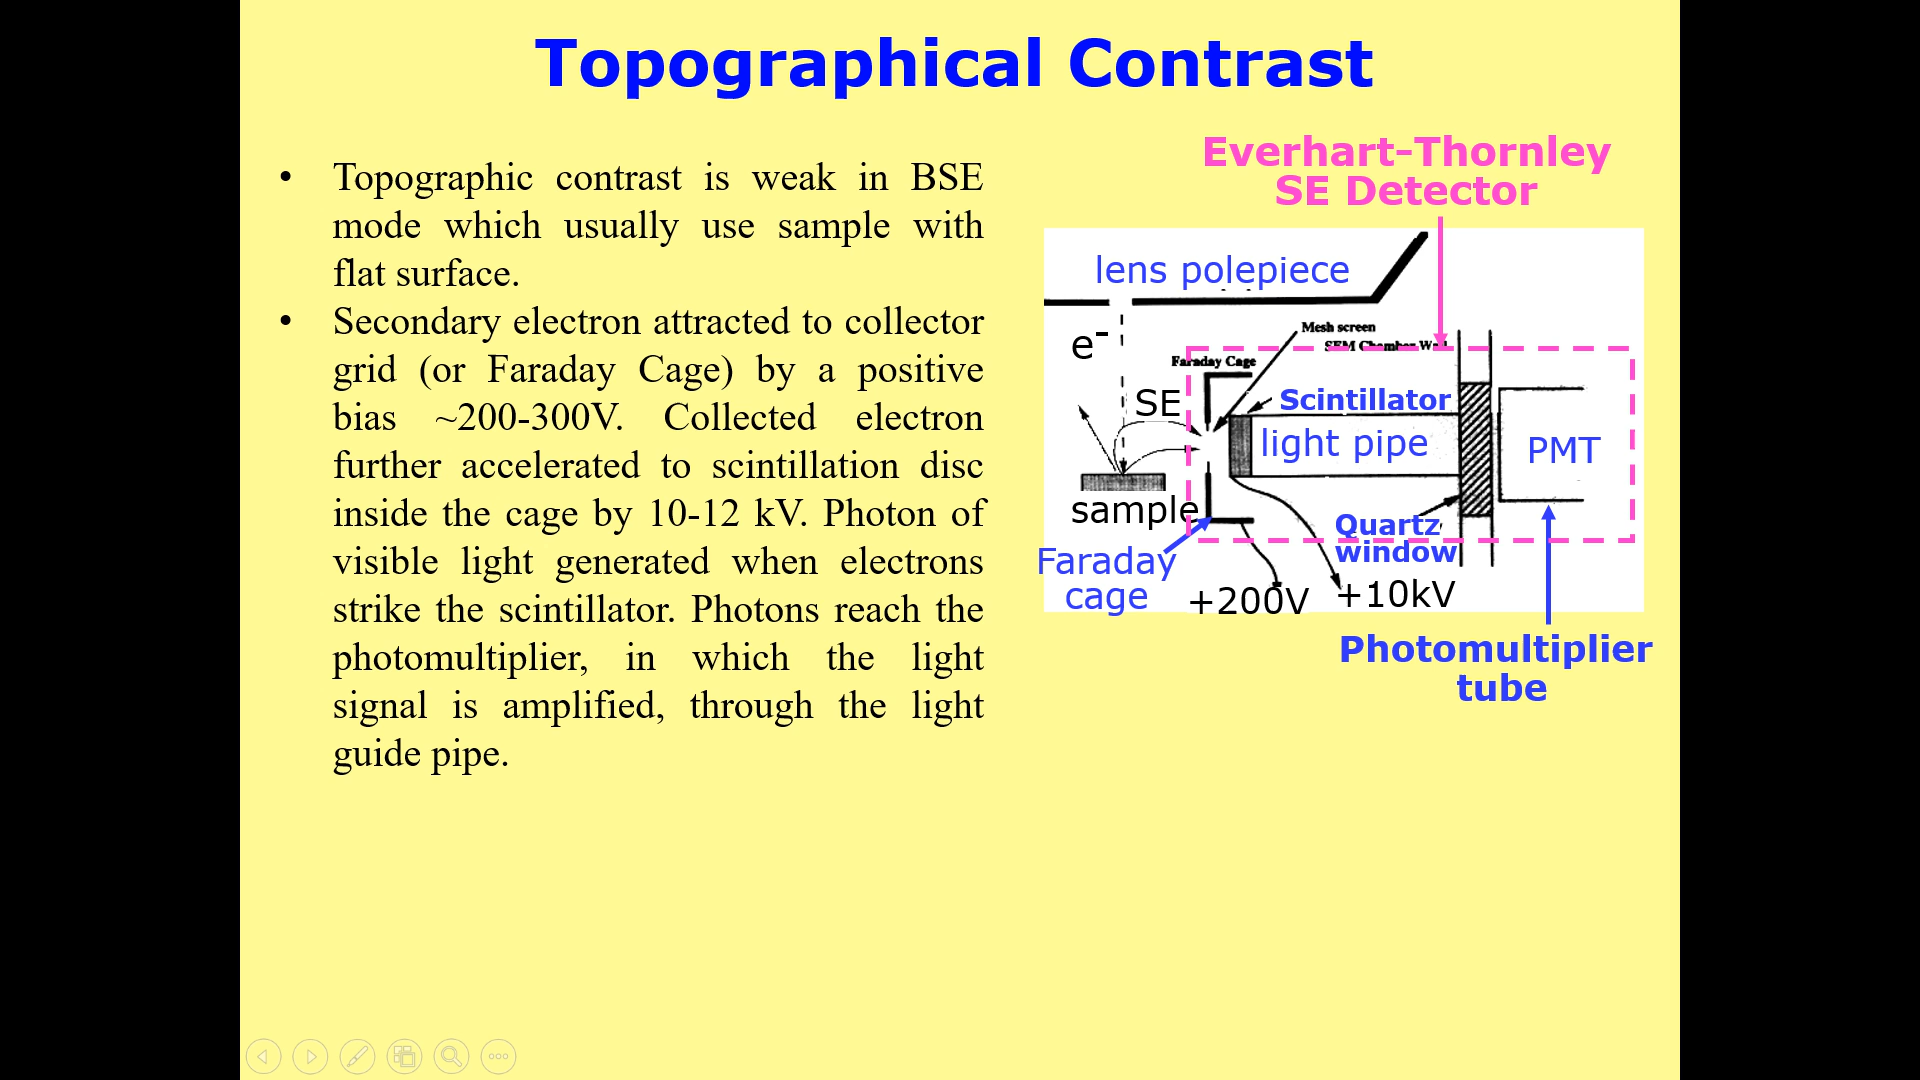 Topographical Contrast
• Topographic contrast is weak in BSE
mode which usually use sample with
flat surface.
• Secondary electron attracted to collector
grid (or Faraday Cage) by a positive
bias ~200-300V. Collected electron
further accelerated to scintillation disc
inside the cage by 10-12 kV. Photon of
visible light generated when electrons
strike the scintillator. Photons reach the
photomultiplier, in which the light
signal is amplified, through the light
guide pipe.
Everhart-Thornley
SE Detector
lens polepiece
e-
Mesh screen
SEM Chamber Wall
Faraday Cage
SE
Scintillator
light pipe
PMT
sample
Quartz
window
Faraday
cage
+200V
+10kV
Photomultiplier
tube